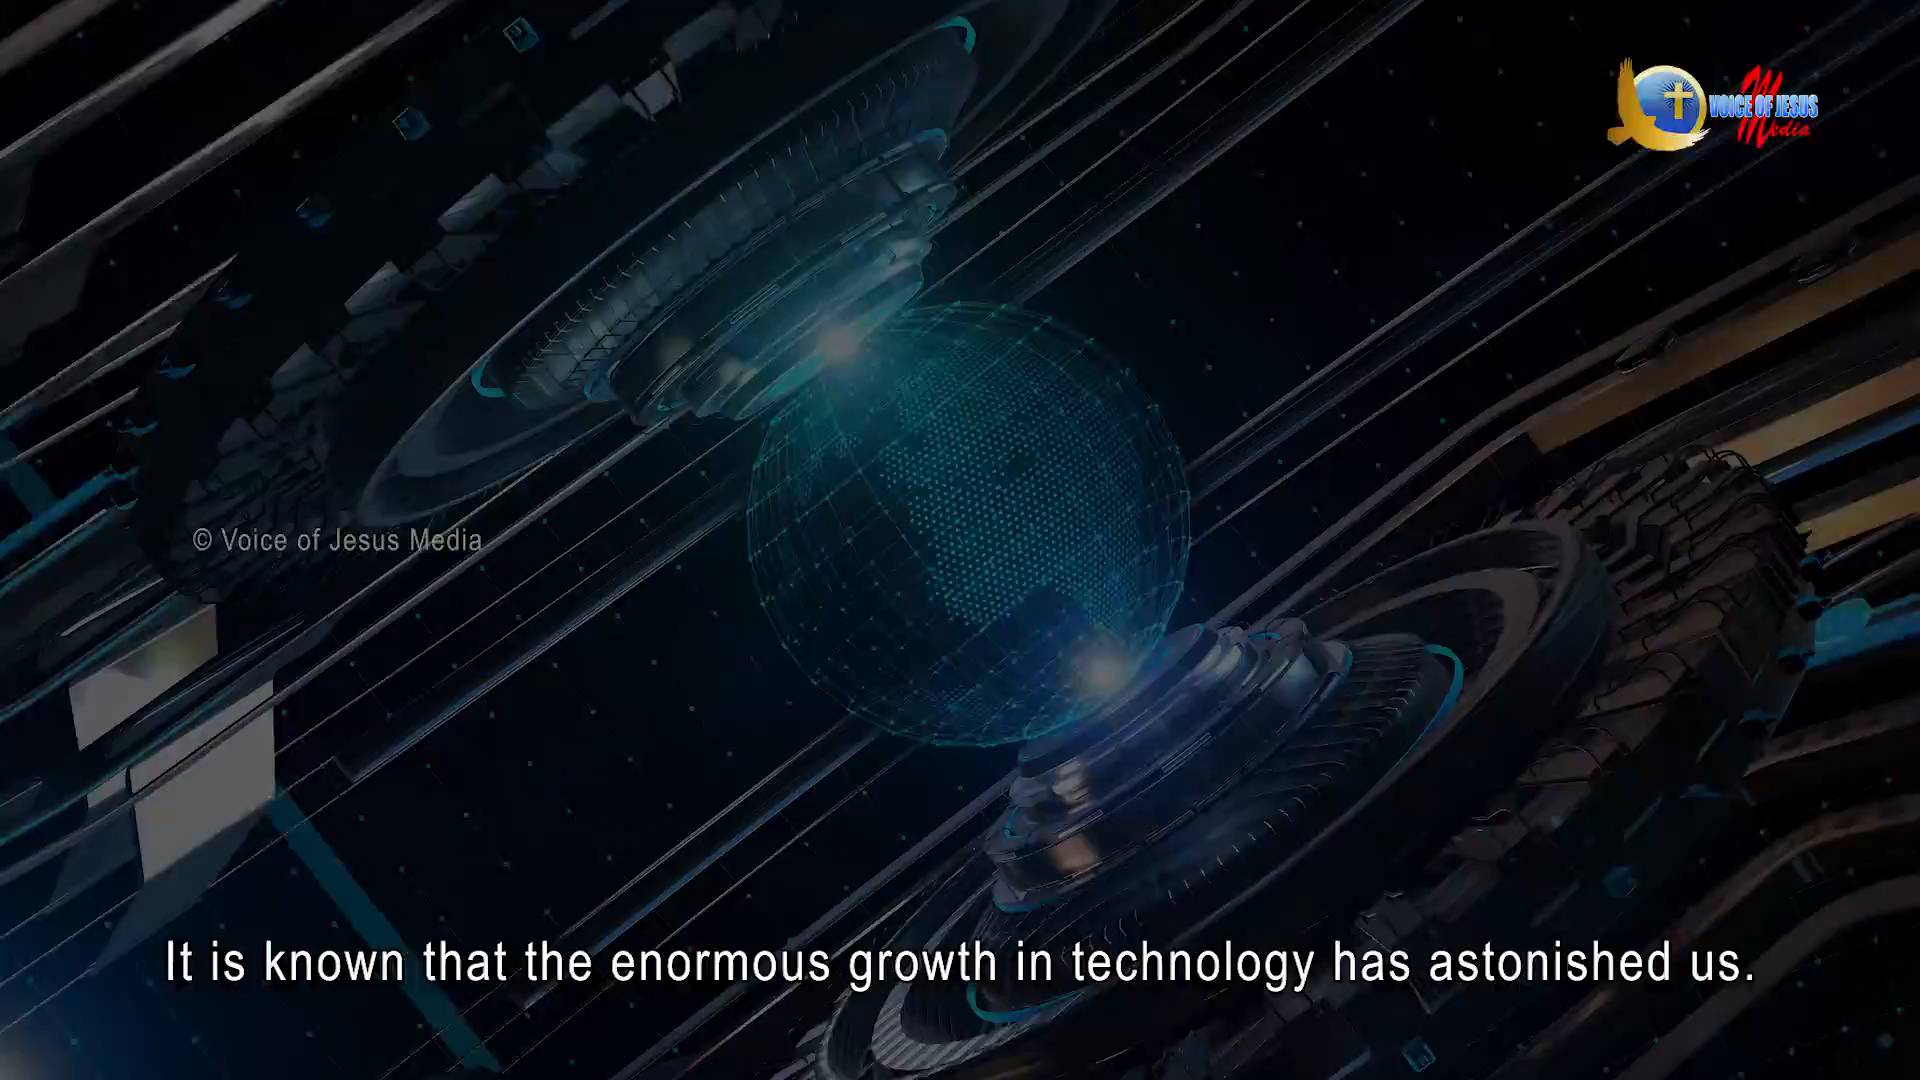 VOICE OF JESUS
Media
© Voice of Jesus Media
It is known that the enormous growth in technology has astonished us.